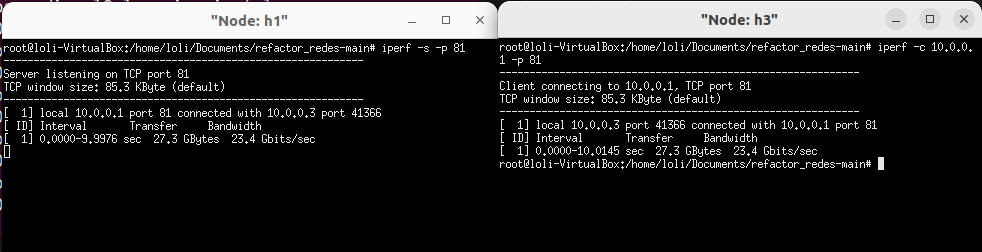 "Node: h1"
root@loli-VirtualBox:/home/loli/Documents/refactor_redes-main# iperf -s -p 81
------------------------------------------------------------
Server listening on TCP port 81
TCP window size: 85.3 KByte (default)
------------------------------------------------------------
[  1] local 10.0.0.1 port 81 connected with 10.0.0.3 port 41366
[ ID] Interval       Transfer     Bandwidth
[  1] 0.0000-9.9976 sec  27.3 GBytes  23.4 Gbits/sec
"Node: h3"
root@loli-VirtualBox:/home/loli/Documents/refactor_redes-main# iperf -c 10.0.0.
1 -p 81
------------------------------------------------------------
Client connecting to 10.0.0.1, TCP port 81
TCP window size: 85.3 KByte (default)
------------------------------------------------------------
[  1] local 10.0.0.3 port 41366 connected with 10.0.0.1 port 81
[ ID] Interval       Transfer     Bandwidth
[  1] 0.0000-10.0145 sec  27.3 GBytes  23.4 Gbits/sec
root@loli-VirtualBox:/home/loli/Documents/refactor_redes-main#